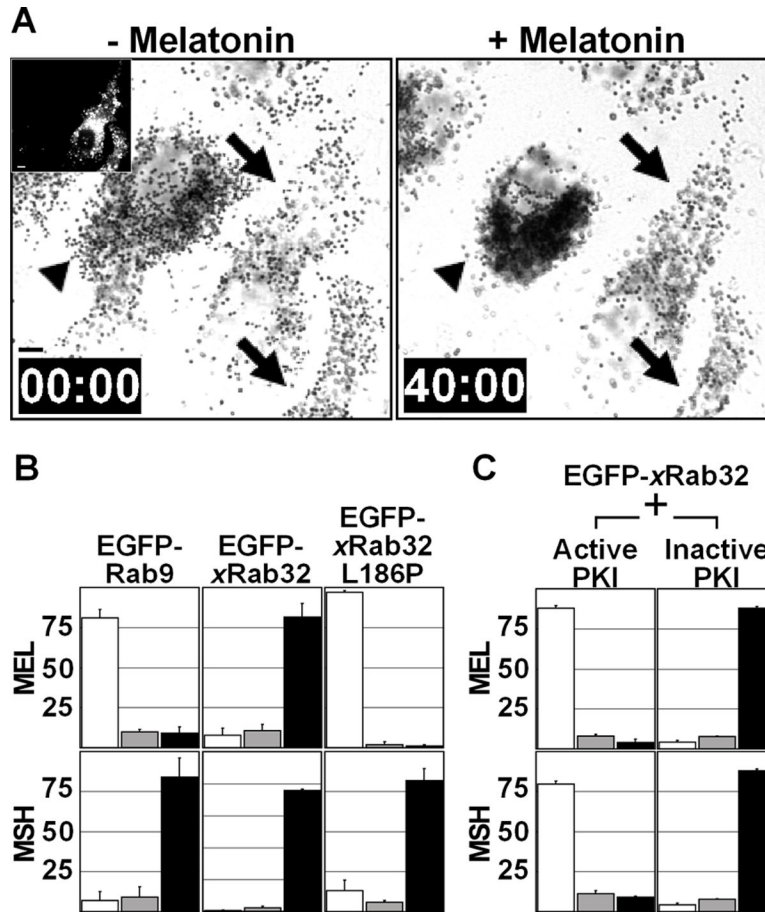 A
- Melatonin
+ Melatonin
00:00
40:00
B
EGFP-
Rab9
EGFP-
xRab32
EGFP-
xRab32
L186P
MEL
75
50
25
MSH
75
50
25
C
EGFP-xRab32
+
Active
PKI
Inactive
PKI
MEL
75
50
25
MSH
75
50
25